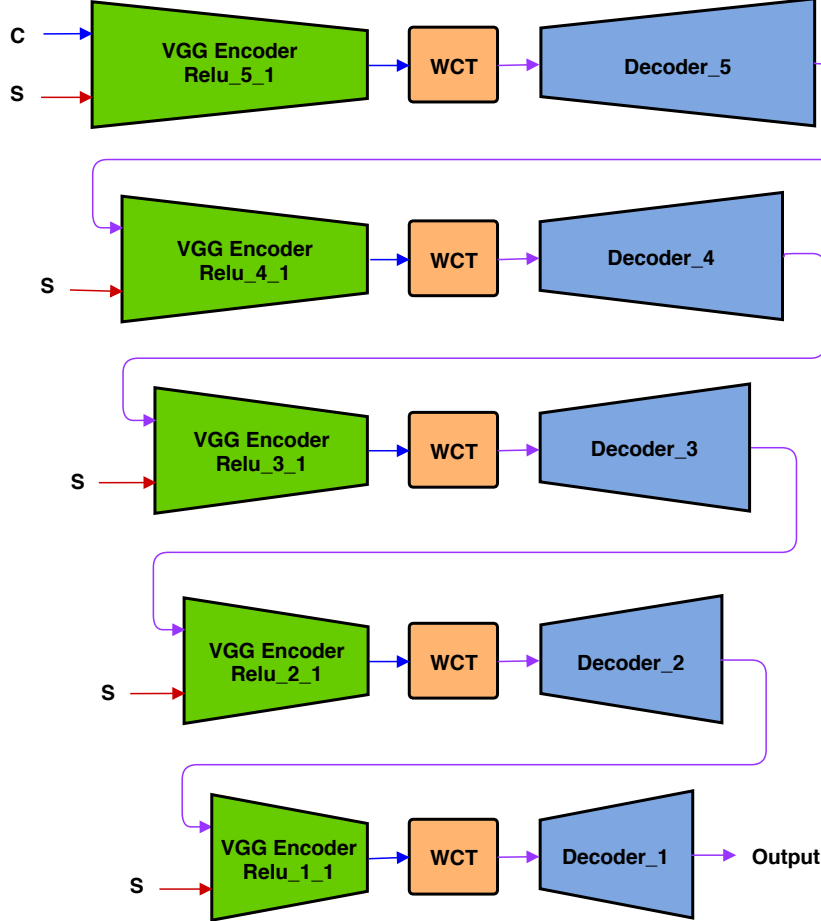 C
S
VGG Encoder
Relu_5_1
WCT
Decoder_5
S
VGG Encoder
Relu_4_1
WCT
Decoder_4
S
VGG Encoder
Relu_3_1
WCT
Decoder_3
S
VGG Encoder
Relu_2_1
WCT
Decoder_2
S
VGG Encoder
Relu_1_1
WCT
Decoder_1
Output